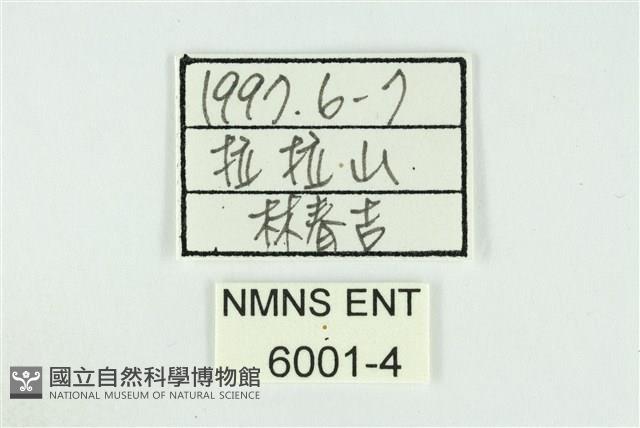 1997.6-7
拉拉山
林春吉
NMNS ENT
6001-4
國立自然科學博物館
NATIONAL MUSEUM OF NATURAL SCIENCE